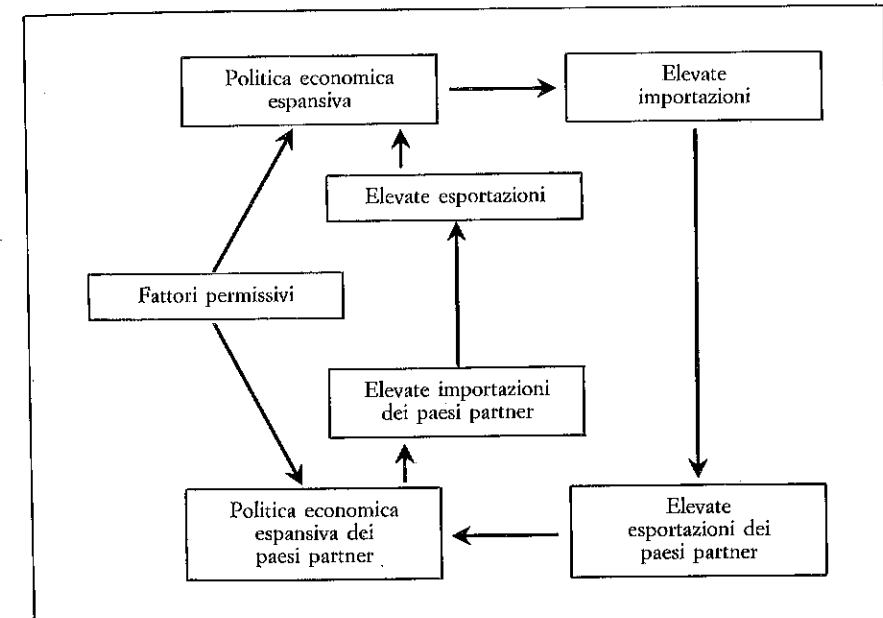 Politica economica
espansiva
Elevate
importazioni
Elevate esportazioni
Fattori permissivi
Elevate importazioni
dei paesi partner
Politica economica
espansiva dei
paesi partner
Elevate
esportazioni dei
paesi partner